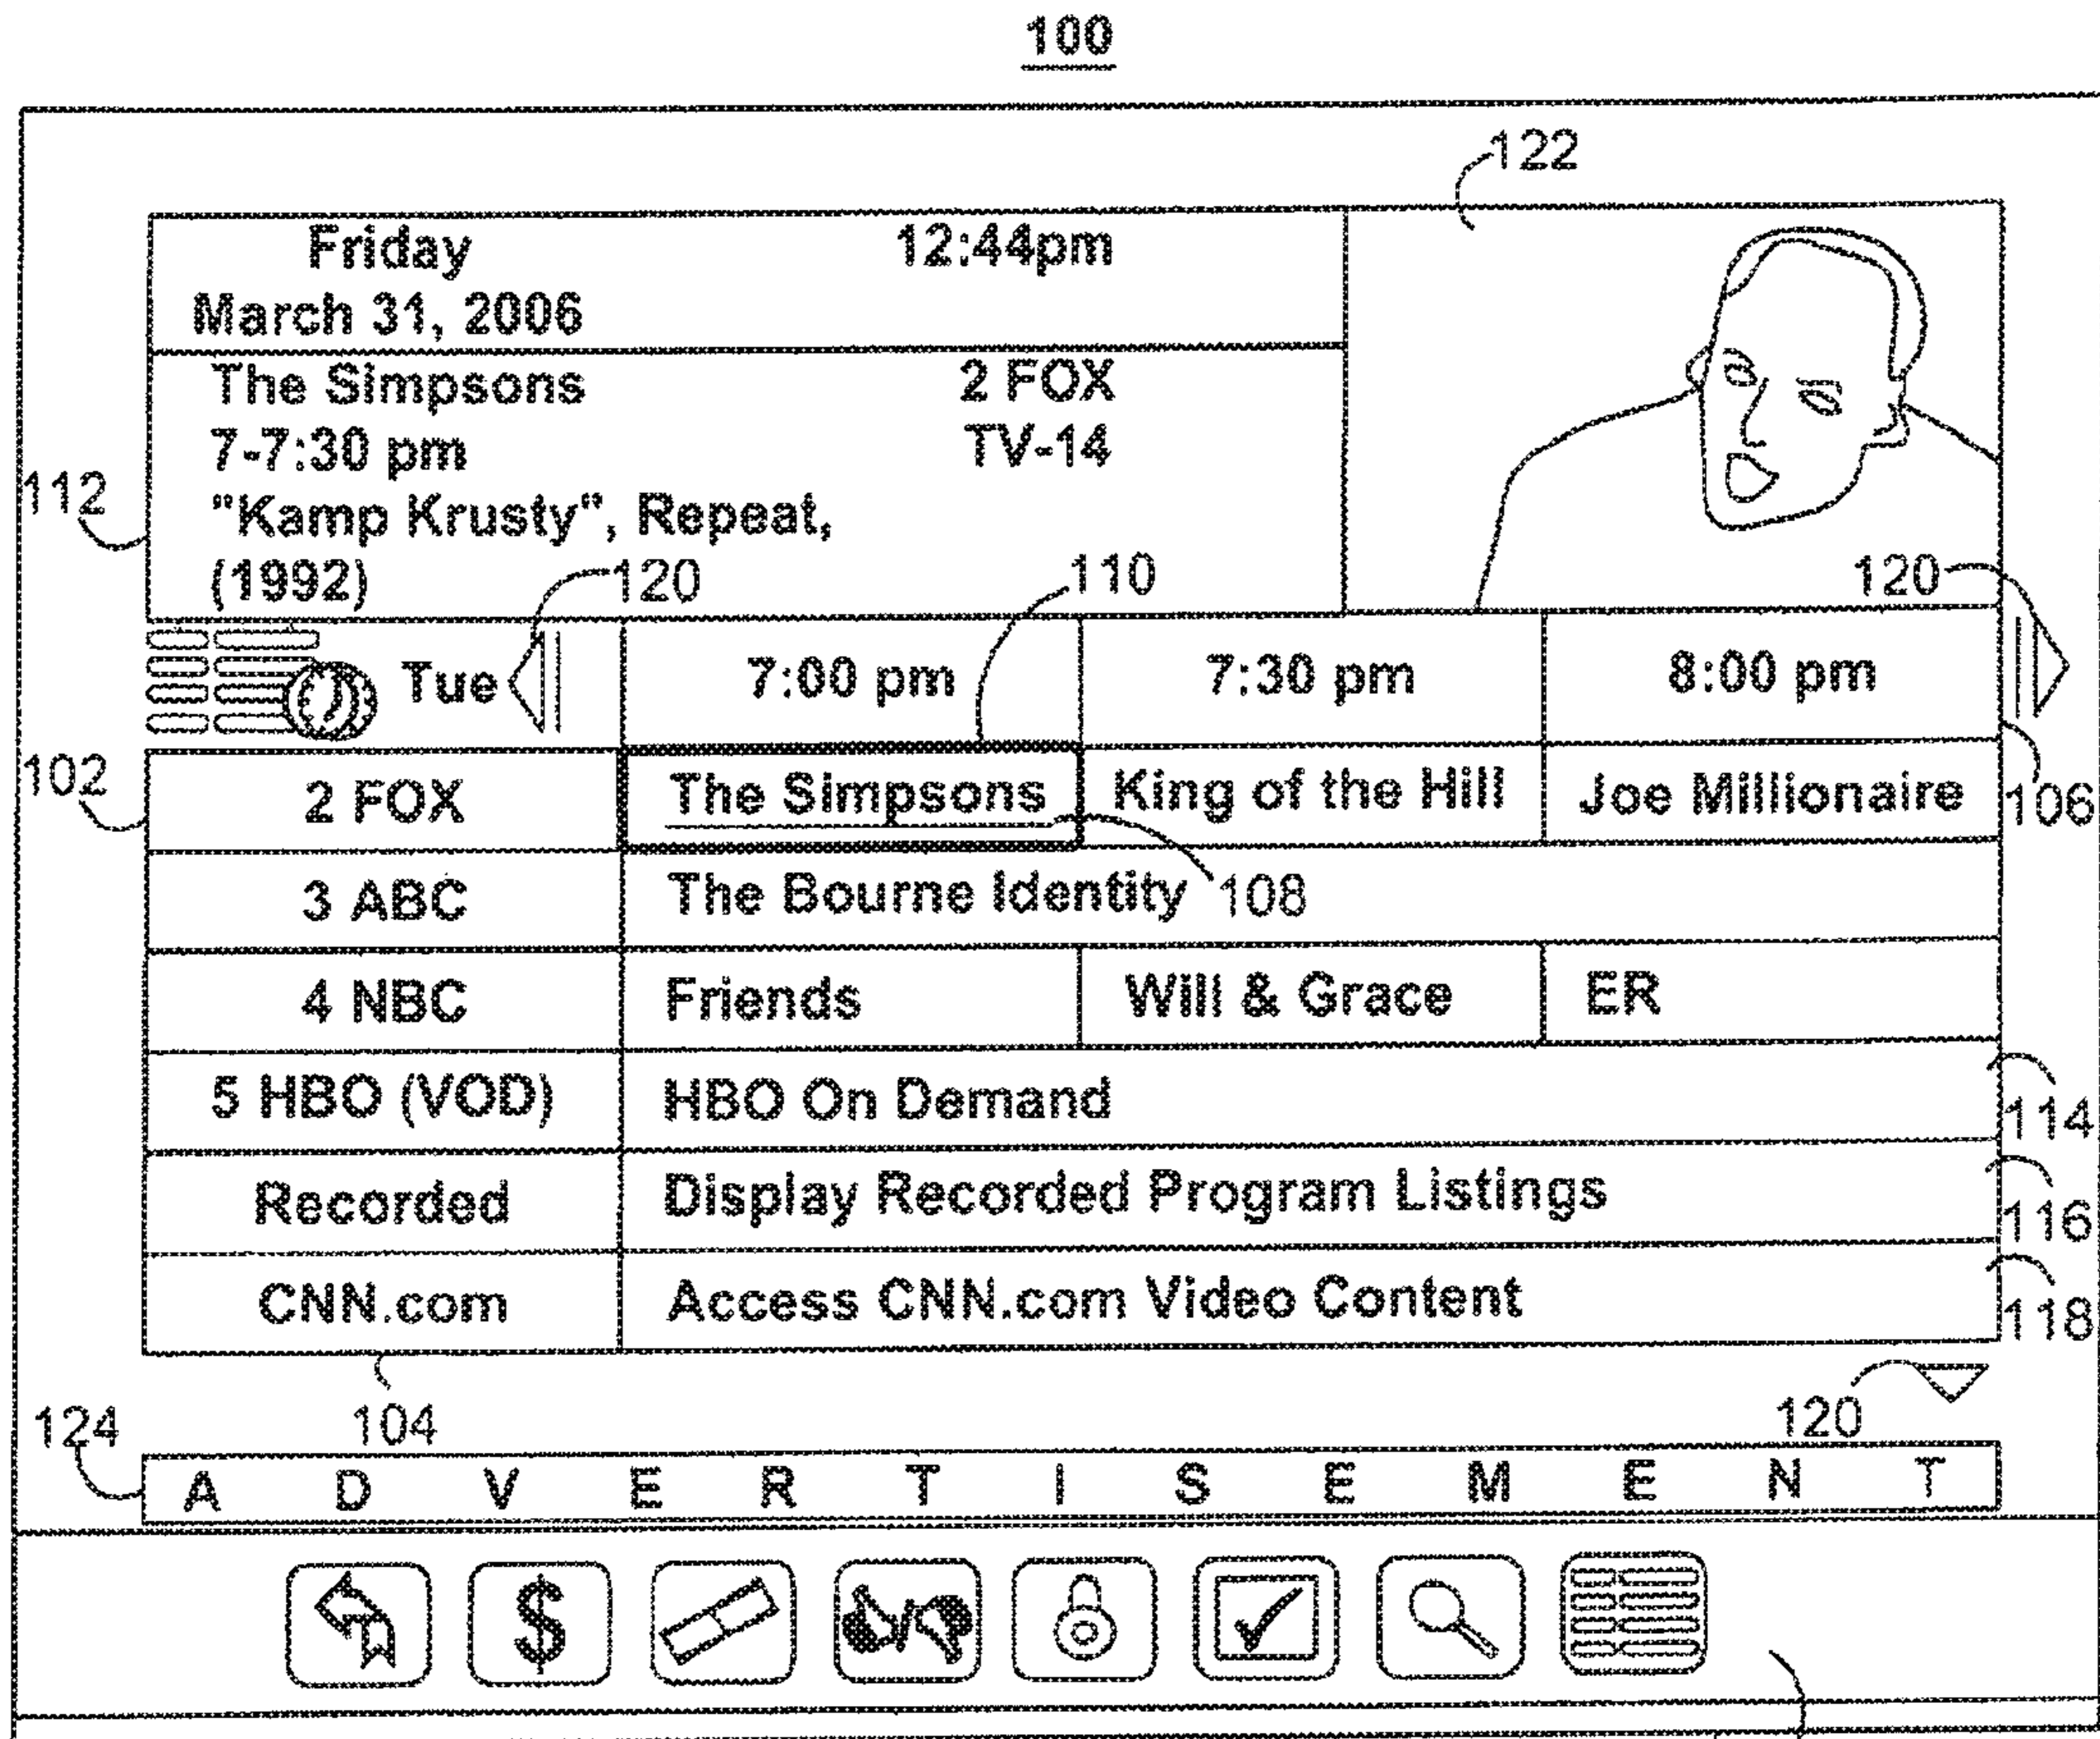 100
122
Friday 12:44pm
March 31, 2006
The Simpsons 2 FOX
7-7:30 pm TV-14
112
"Kamp Krusty", Repeat,
(1992) 120 110 120
Tue 7:00 pm 7:30 pm 8:00 pm
102
2 FOX The Simpsons King of the Hill Joe Millionaire 106
3 ABC The Bourne Identity 108
4 NBC Friends Will & Grace ER
5 HBO (VOD) HBO On Demand 114
Recorded Display Recorded Program Listings 116
CNN.com Access CNN.com Video Content 118
124 104 120
A D V E R T I S E M E N T
$